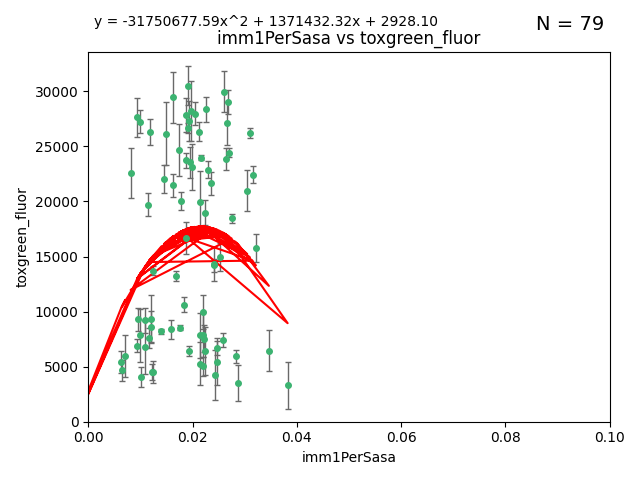 y = -31750677.59x^2 + 1371432.32x + 2928.10
N = 79
imm1PerSasa vs toxgreen_fluor
30000
25000
20000
15000
10000
5000
0
toxgreen_fluor
0.00 0.02 0.04 0.06 0.08 0.10
imm1PerSasa